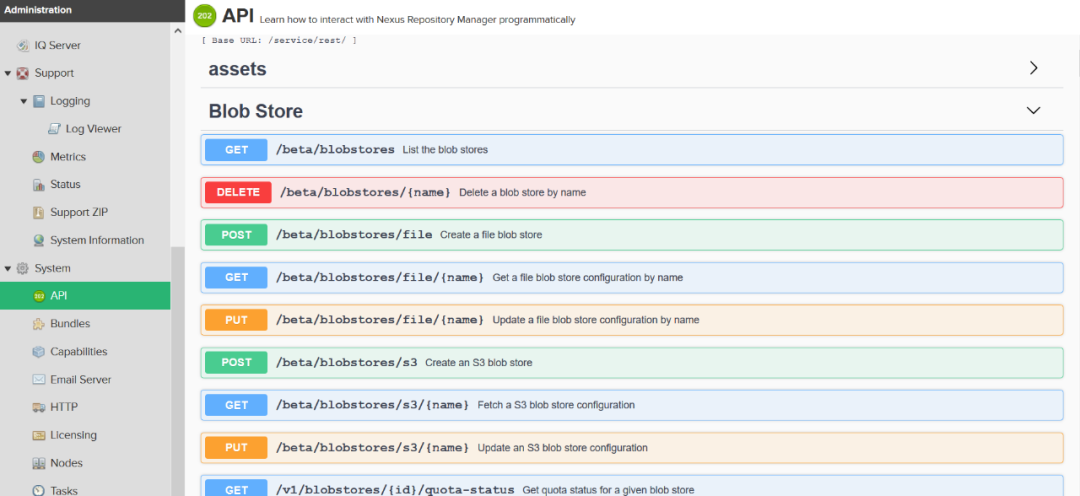 Administration
IQ Server
Support
Logging
Log Viewer
Metrics
Status
Support ZIP
System Information
System
API
Bundles
Capabilities
Email Server
HTTP
Licensing
Nodes
Tasks
API Learn how to interact with Nexus Repository Manager programmatically
[ Base URL: /service/rest/ ]
assets
Blob Store
GET /beta/blobstores List the blob stores
DELETE /beta/blobstores/{name} Delete a blob store by name
POST /beta/blobstores/file Create a file blob store
GET /beta/blobstores/file/{name} Get a file blob store configuration by name
PUT /beta/blobstores/file/{name} Update a file blob store configuration by name
POST /beta/blobstores/s3 Create an S3 blob store
GET /beta/blobstores/s3/{name} Fetch a S3 blob store configuration
PUT /beta/blobstores/s3/{name} Update an S3 blob store configuration
GET /v1/blobstores/{id}/quota-status Get quota status for a given blob store